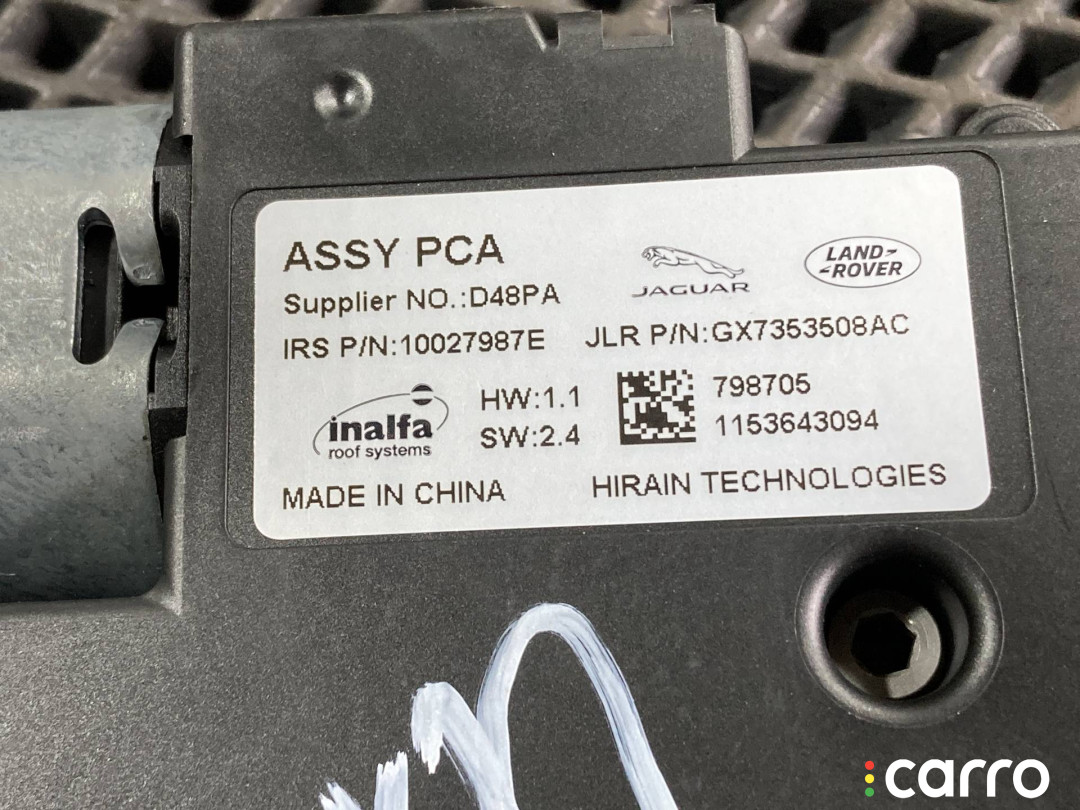 ASSY PCA
JAGUAR
LAND-
-ROVER
Supplier NO.:D48PA
IRS P/N:10027987E JLR P/N:GX7353508AC
inalfa
roof systems
HW:1.1
SW:2.4
798705
1153643094
MADE IN CHINA HIRAIN TECHNOLOGIES
carro